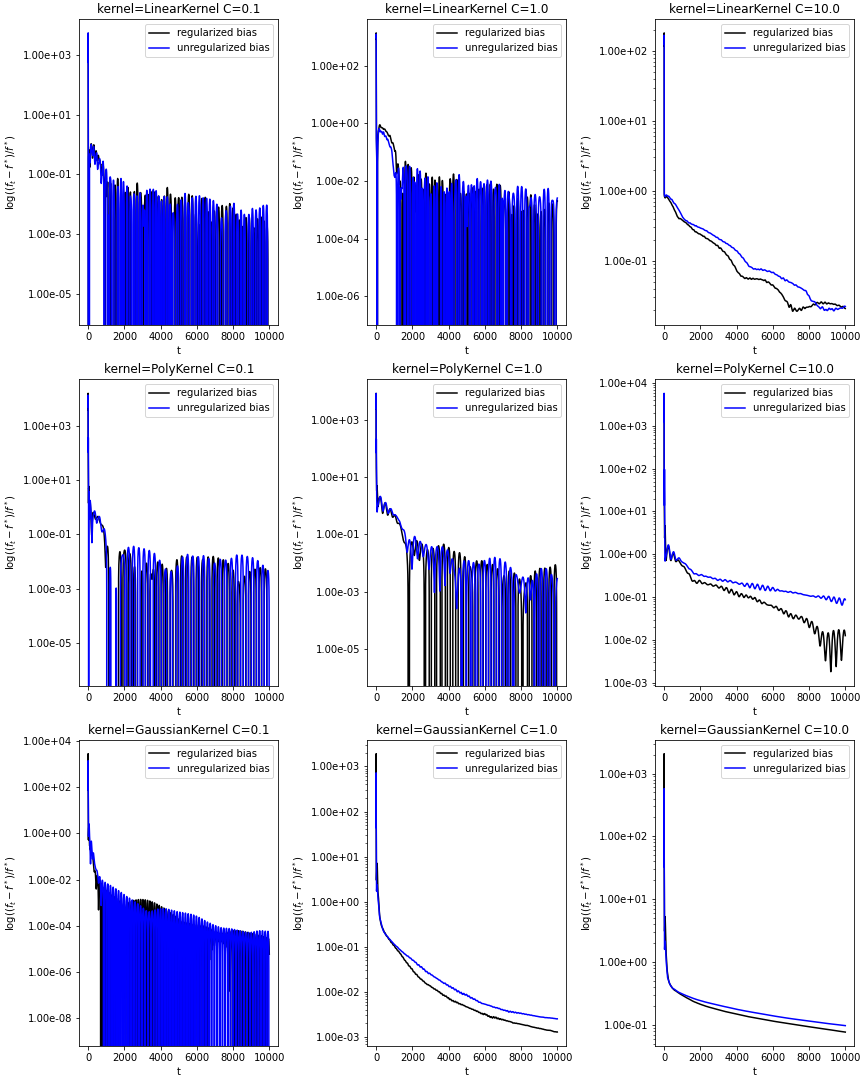 kernel=LinearKernel C=0.1
regularized bias
unregularized bias
1.00e+03
1.00e+01
1.00e-01
1.00e-03
1.00e-05
log((f_t − f*)/f*)
0 2000 4000 6000 8000 10000
t
kernel=LinearKernel C=1.0
regularized bias
unregularized bias
1.00e+02
1.00e+00
1.00e-02
1.00e-04
1.00e-06
log((f_t − f*)/f*)
0 2000 4000 6000 8000 10000
t
kernel=LinearKernel C=10.0
regularized bias
unregularized bias
1.00e+02
1.00e+01
1.00e+00
1.00e-01
log((f_t − f*)/f*)
0 2000 4000 6000 8000 10000
t
kernel=PolyKernel C=0.1
regularized bias
unregularized bias
1.00e+03
1.00e+01
1.00e-01
1.00e-03
1.00e-05
log((f_t − f*)/f*)
0 2000 4000 6000 8000 10000
t
kernel=PolyKernel C=1.0
regularized bias
unregularized bias
1.00e+03
1.00e+01
1.00e-01
1.00e-03
1.00e-05
log((f_t − f*)/f*)
0 2000 4000 6000 8000 10000
t
kernel=PolyKernel C=10.0
regularized bias
unregularized bias
1.00e+04
1.00e+03
1.00e+02
1.00e+01
1.00e+00
1.00e-01
1.00e-02
1.00e-03
log((f_t − f*)/f*)
0 2000 4000 6000 8000 10000
t
kernel=GaussianKernel C=0.1
regularized bias
unregularized bias
1.00e+04
1.00e+02
1.00e+00
1.00e-02
1.00e-04
1.00e-06
1.00e-08
log((f_t − f*)/f*)
0 2000 4000 6000 8000 10000
t
kernel=GaussianKernel C=1.0
regularized bias
unregularized bias
1.00e+03
1.00e+02
1.00e+01
1.00e+00
1.00e-01
1.00e-02
1.00e-03
log((f_t − f*)/f*)
0 2000 4000 6000 8000 10000
t
kernel=GaussianKernel C=10.0
regularized bias
unregularized bias
1.00e+03
1.00e+02
1.00e+01
1.00e+00
1.00e-01
log((f_t − f*)/f*)
0 2000 4000 6000 8000 10000
t